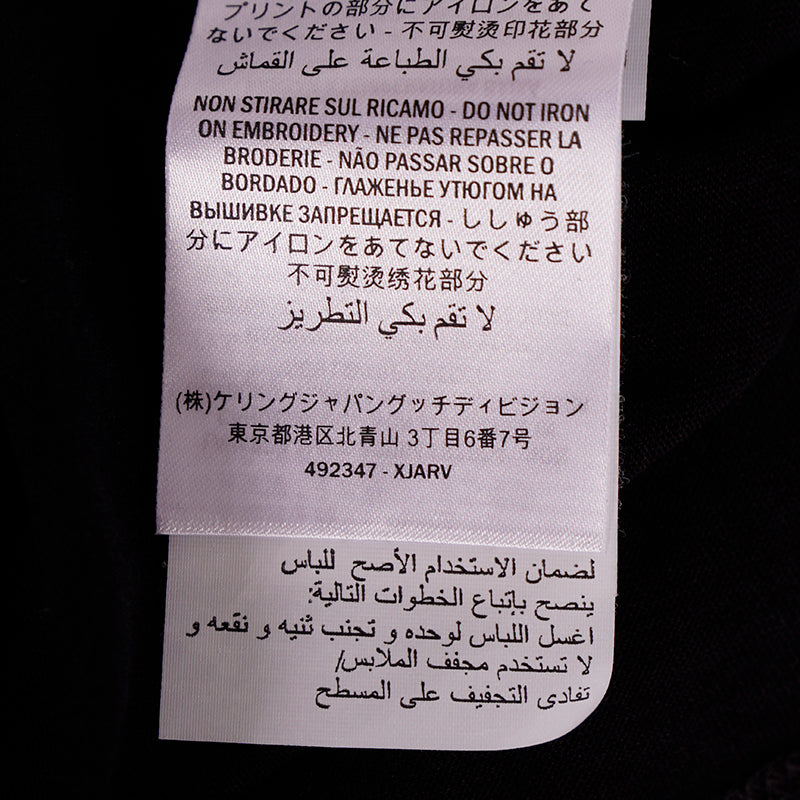 プリントの部分にアイロンをあて
ないでください - 不可熨烫印花部分
لا تقم بكي الطباعة على القماش
NON STIRARE SUL RICAMO - DO NOT IRON
ON EMBROIDERY - NE PAS REPASSER LA
BRODERIE - NÃO PASSAR SOBRE O
BORDADO - ГЛАЖЕНЬЕ УТЮГОМ НА
ВЫШИВКЕ ЗАПРЕЩАЕТСЯ - ししゅう部
分にアイロンをあてないでください
不可熨烫绣花部分
لا تقم بكي التطريز
(株)ケリングジャパングッチディビジョン
東京都港区北青山 3丁目6番7号
492347 - XJARV
لضمان الاستخدام الأصح للباس
ينصح بإتباع الخطوات التالية:
اغسل اللباس لوحده و تجنب ثنيه و نقعه و
لا تستخدم مجفف الملابس/
تفادى التجفيف على المسطح